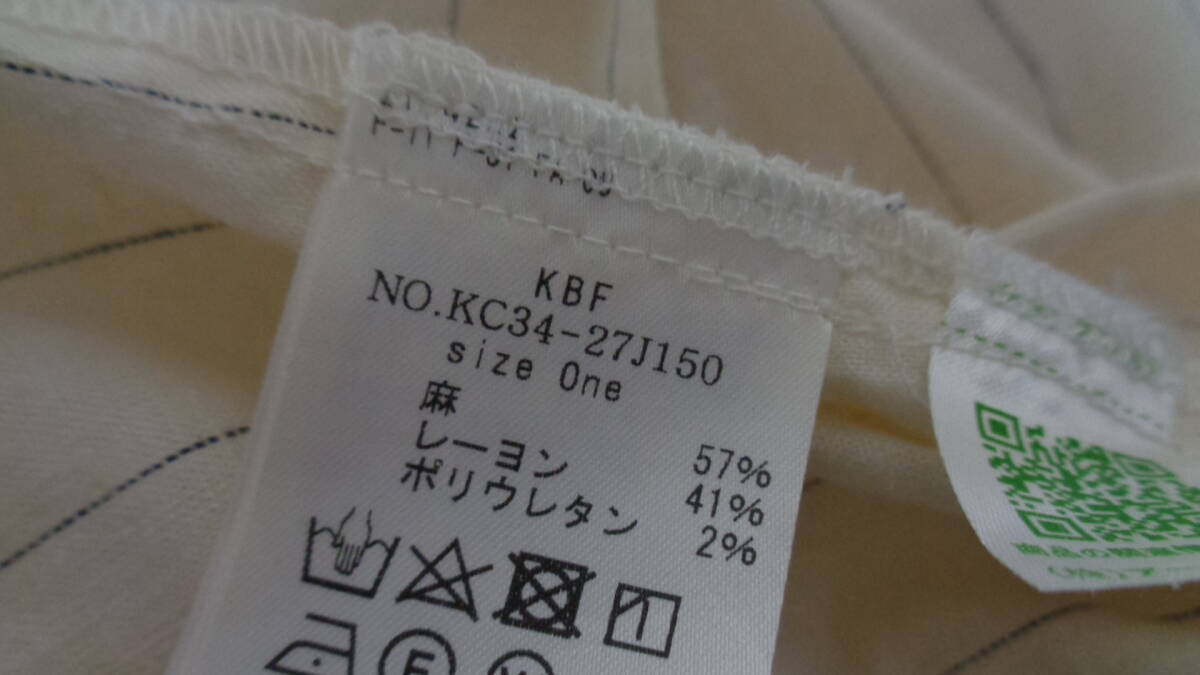 KBF
NO.KC34-27J150
size One
麻 57%
レーヨン 41%
ポリウレタン 2%
F
W